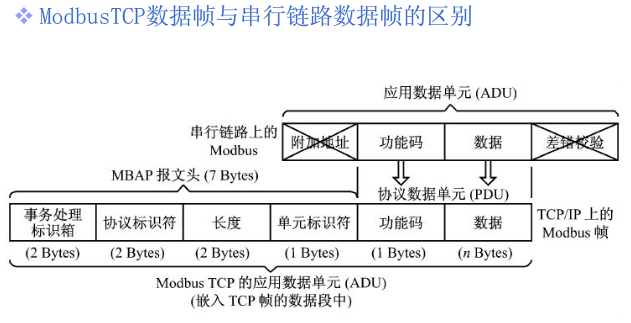 ❖ ModbusTCP数据帧与串行链路数据帧的区别
应用数据单元 (ADU)
串行链路上的
Modbus
附加地址
功能码
数据
差错校验
MBAP 报文头 (7 Bytes)
协议数据单元 (PDU)
事务处理
标识箱
协议标识符
长度
单元标识符
功能码
数据
TCP/IP 上的
Modbus 帧
(2 Bytes)
(2 Bytes)
(2 Bytes)
(1 Bytes)
(1 Bytes)
(n Bytes)
Modbus TCP 的应用数据单元 (ADU)
(嵌入 TCP 帧的数据段中)